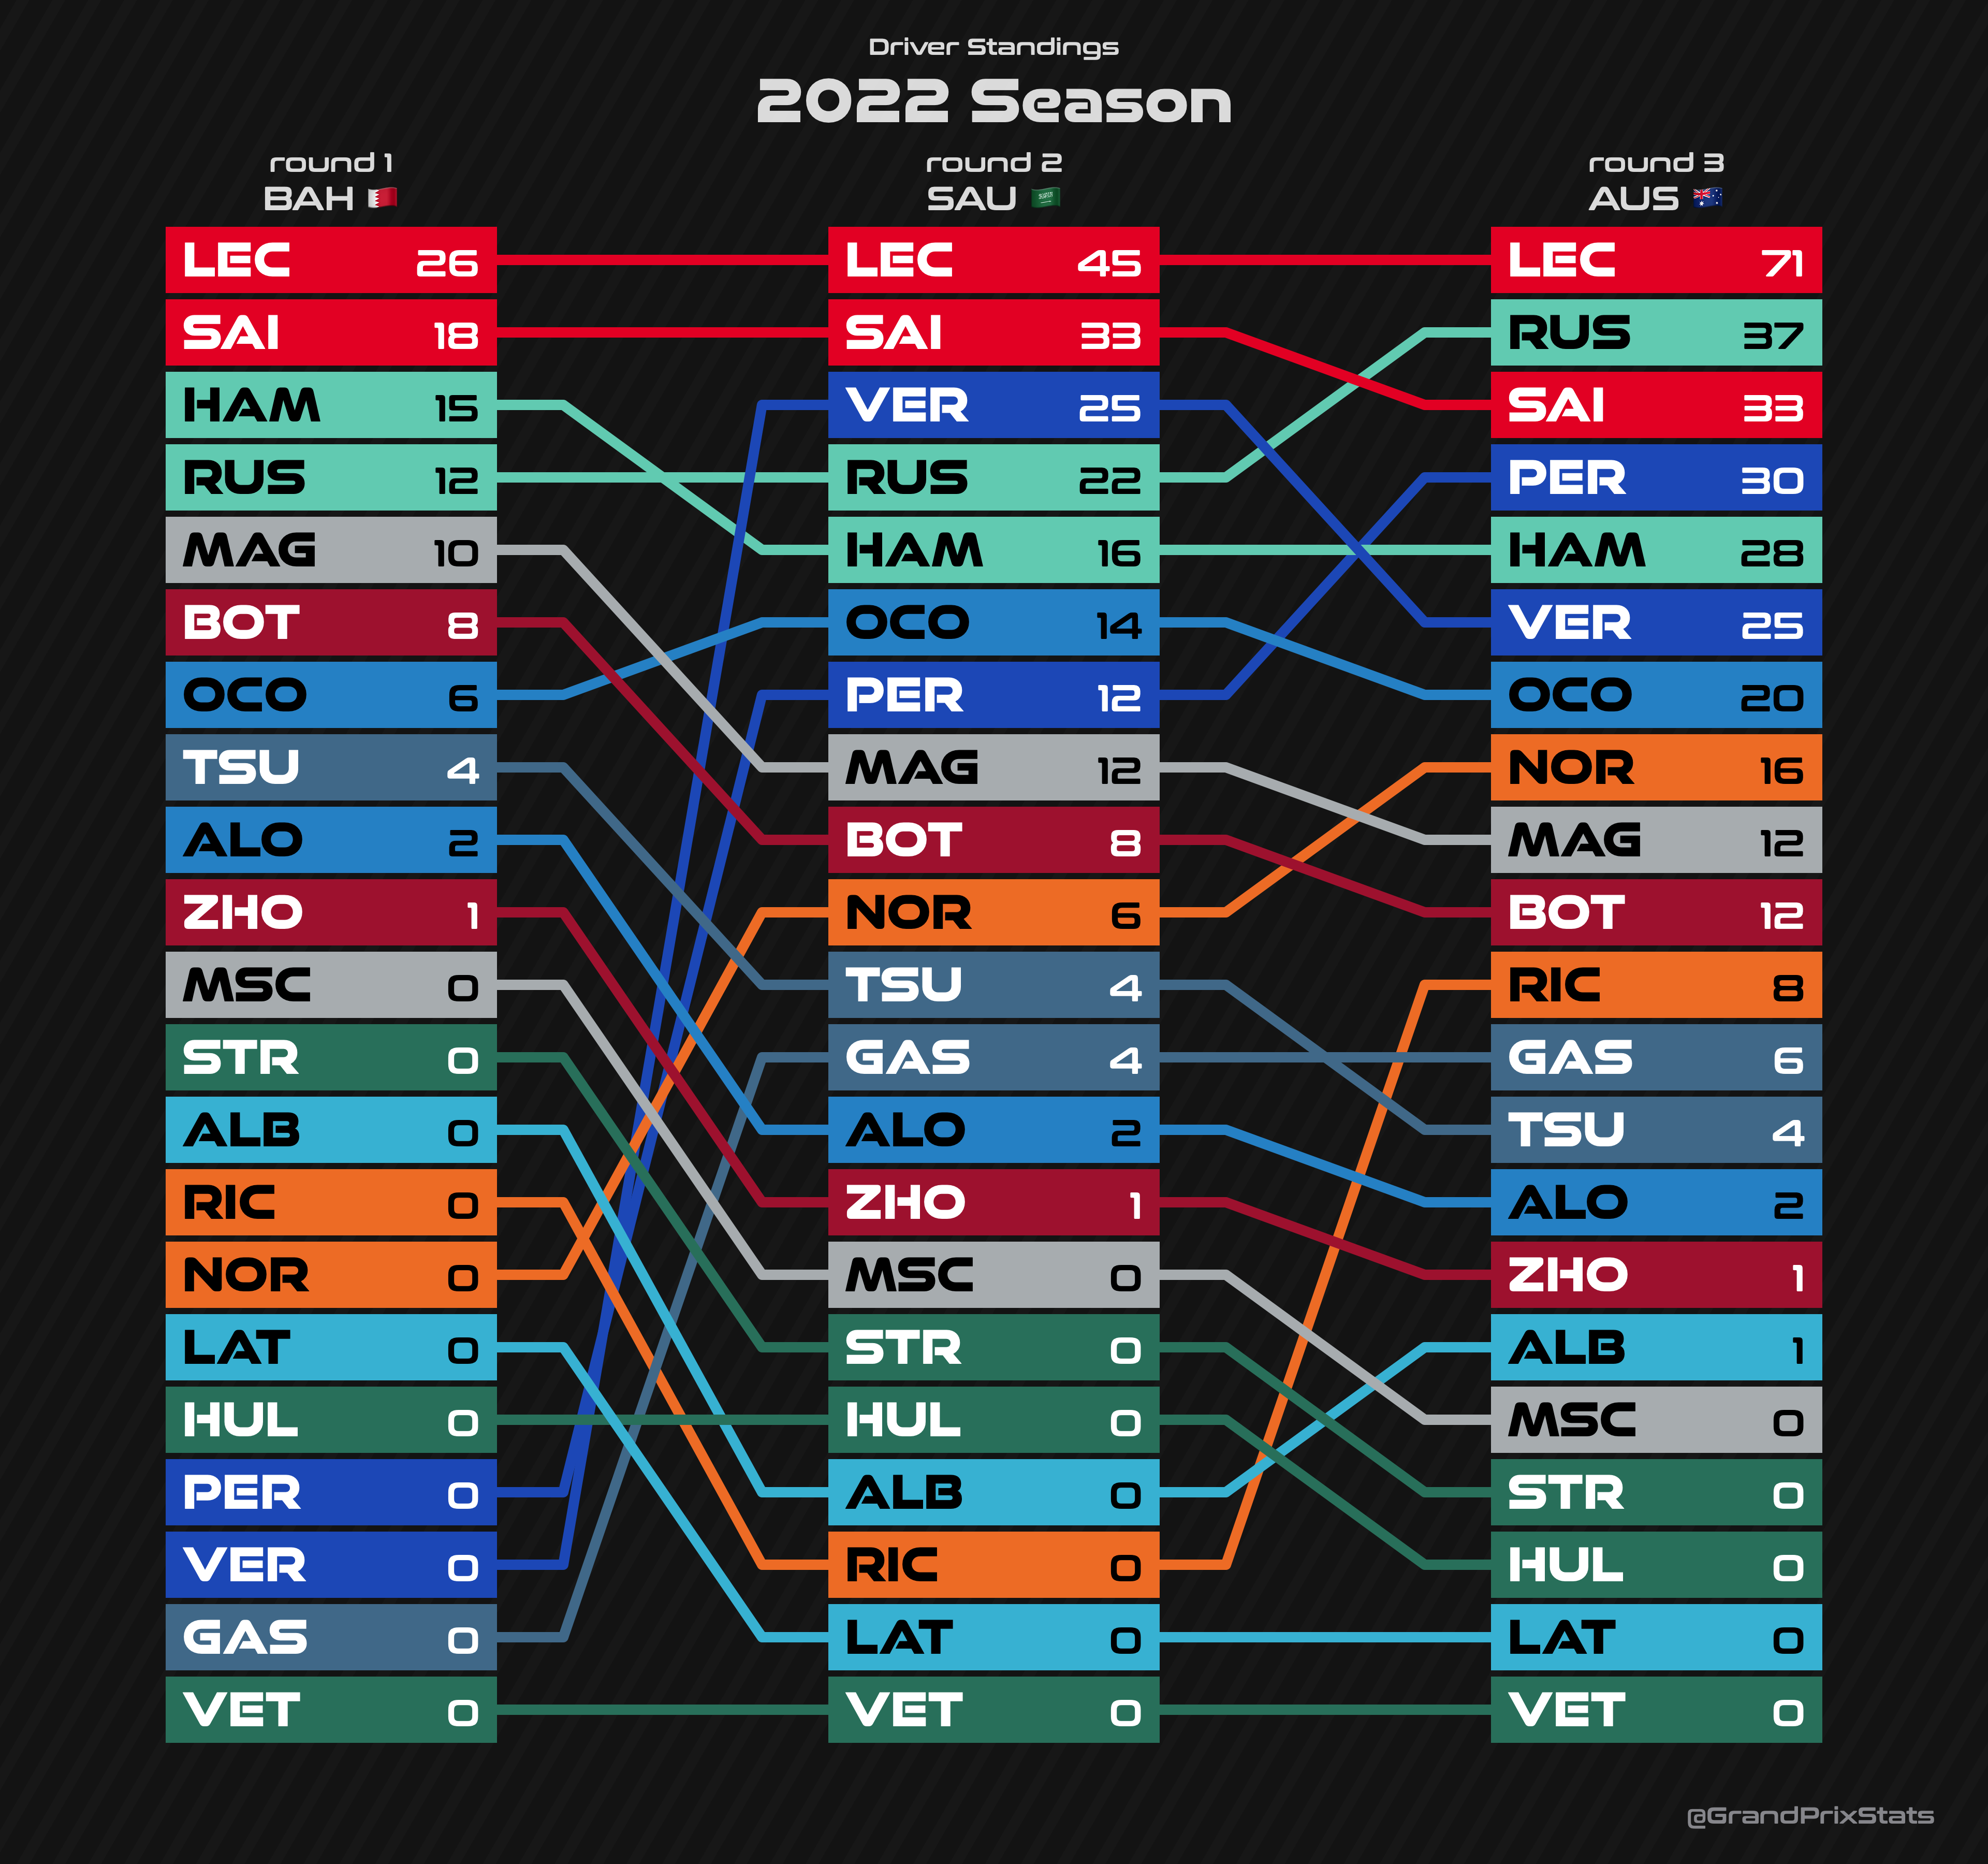 Driver Standings
2022 Season
round 1
BAH
LEC 26
SAI 18
HAM 15
RUS 12
MAG 10
BOT 8
OCO 6
TSU 4
ALO 2
ZHO 1
MSC 0
STR 0
ALB 0
RIC 0
NOR 0
LAT 0
HUL 0
PER 0
VER 0
GAS 0
VET 0
round 2
SAU
LEC 45
SAI 33
VER 25
RUS 22
HAM 16
OCO 14
PER 12
MAG 12
BOT 8
NOR 6
TSU 4
GAS 4
ALO 2
ZHO 1
MSC 0
STR 0
HUL 0
ALB 0
RIC 0
LAT 0
VET 0
round 3
AUS
LEC 71
RUS 37
SAI 33
PER 30
HAM 28
VER 25
OCO 20
NOR 16
MAG 12
BOT 12
RIC 8
GAS 6
TSU 4
ALO 2
ZHO 1
ALB 1
MSC 0
STR 0
HUL 0
LAT 0
VET 0
@GrandPrixStats